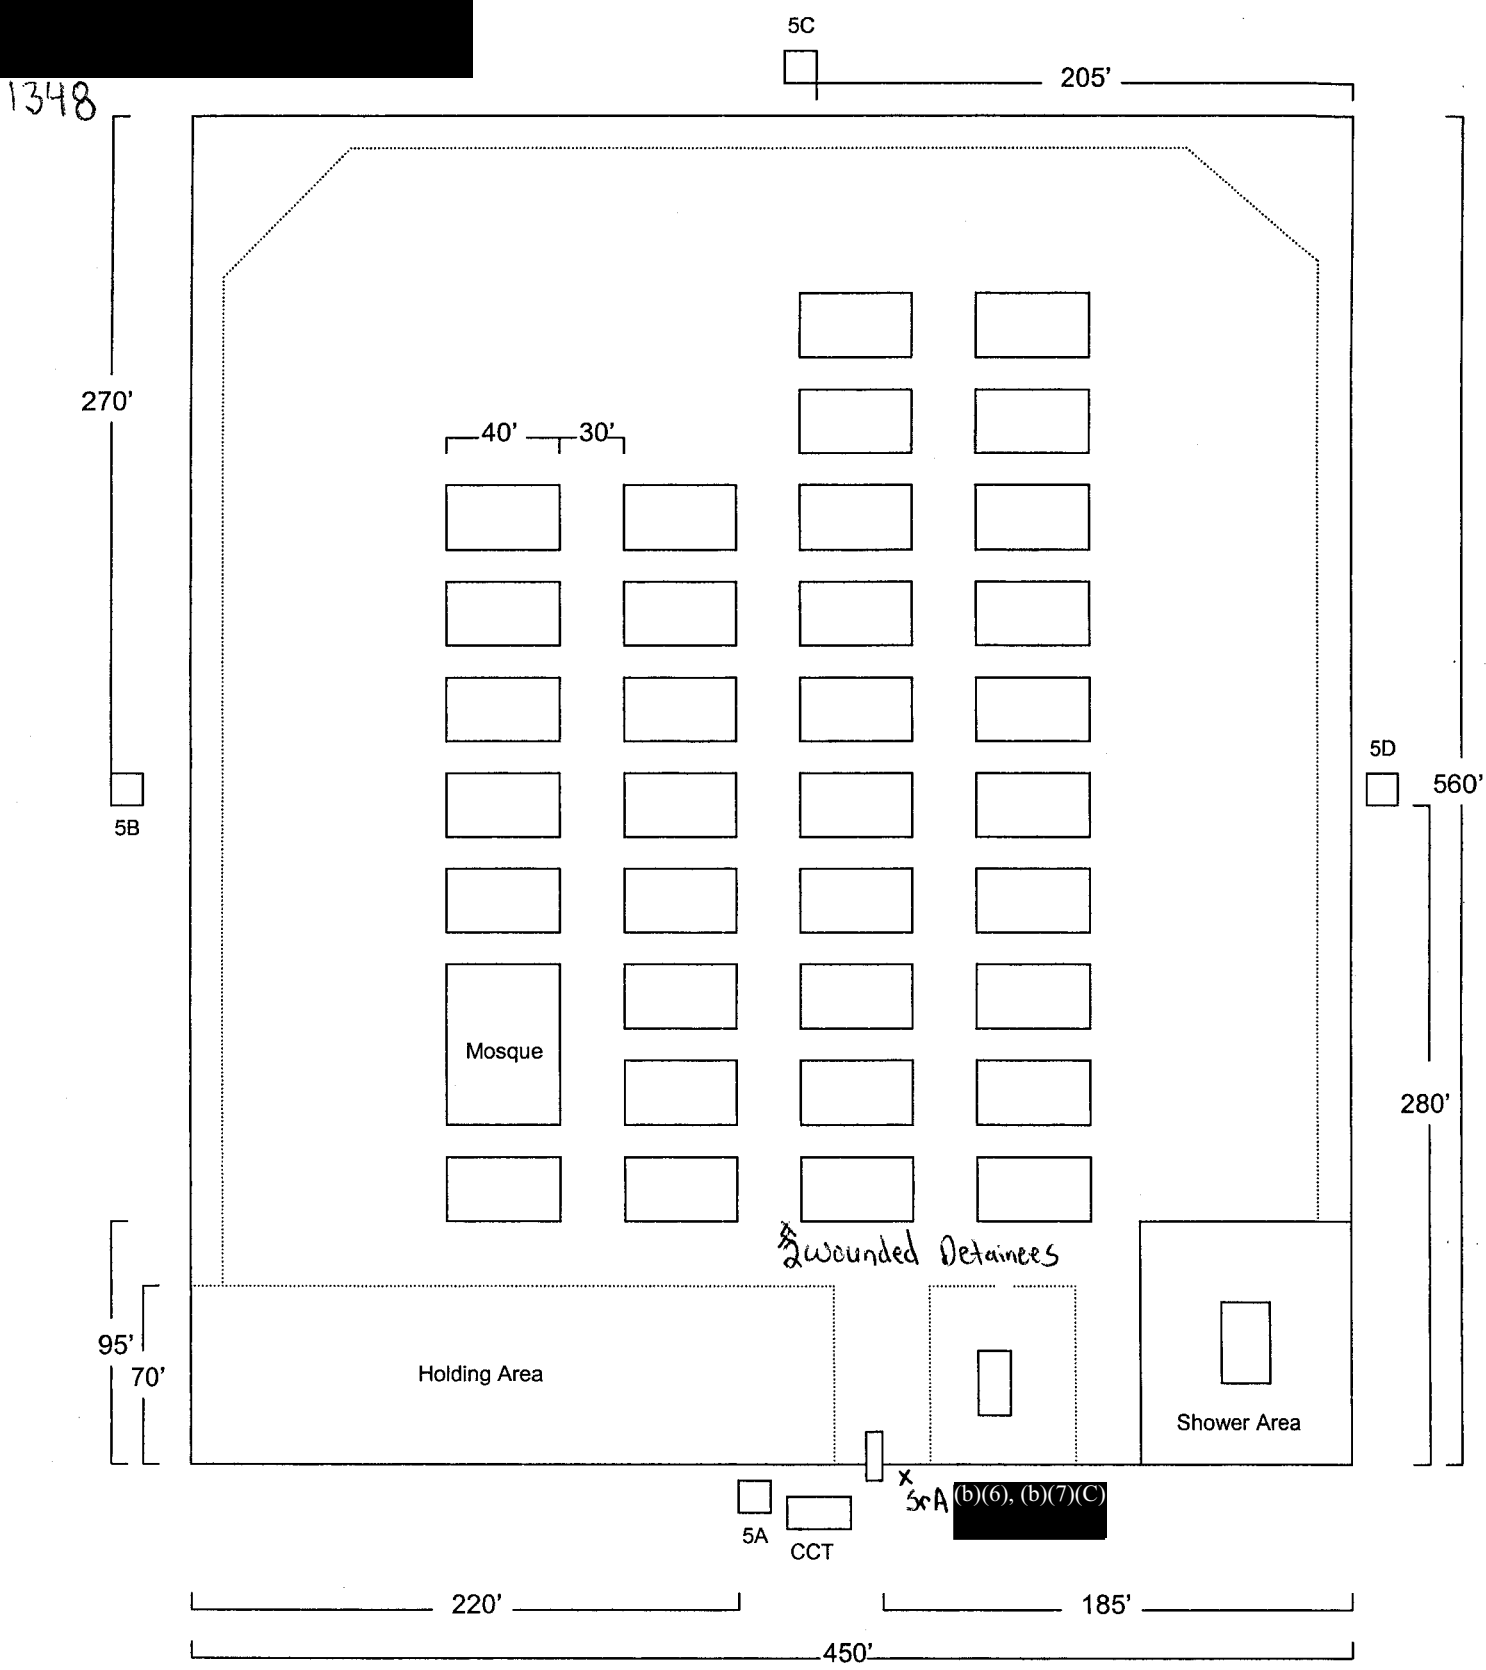 5C
205'
1348
270'
40' 30'
5D
560'
5B
Mosque
280'
2 wounded Detainees
95'
70'
Holding Area
Shower Area
x
SrA (b)(6), (b)(7)(C)
5A
CCT
220' 185'
450'